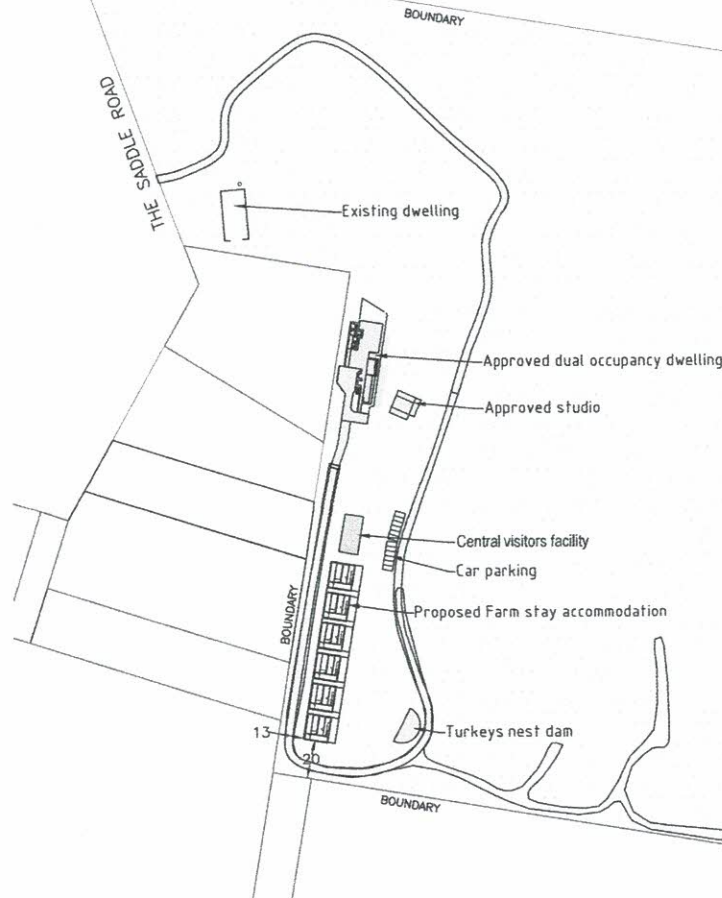 BOUNDARY
THE SADDLE ROAD
Existing dwelling
Approved dual occupancy dwelling
Approved studio
Central visitors facility
Car parking
Proposed Farm stay accommodation
BOUNDARY
Turkeys nest dam
13
20
BOUNDARY